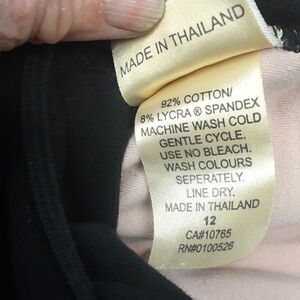 MADE IN THAILAND
92% COTTON/
8% LYCRA ® SPANDEX
MACHINE WASH COLD
GENTLE CYCLE.
USE NO BLEACH.
WASH COLOURS
SEPERATELY.
LINE DRY.
MADE IN THAILAND
12
CA#10765
RN#0100526